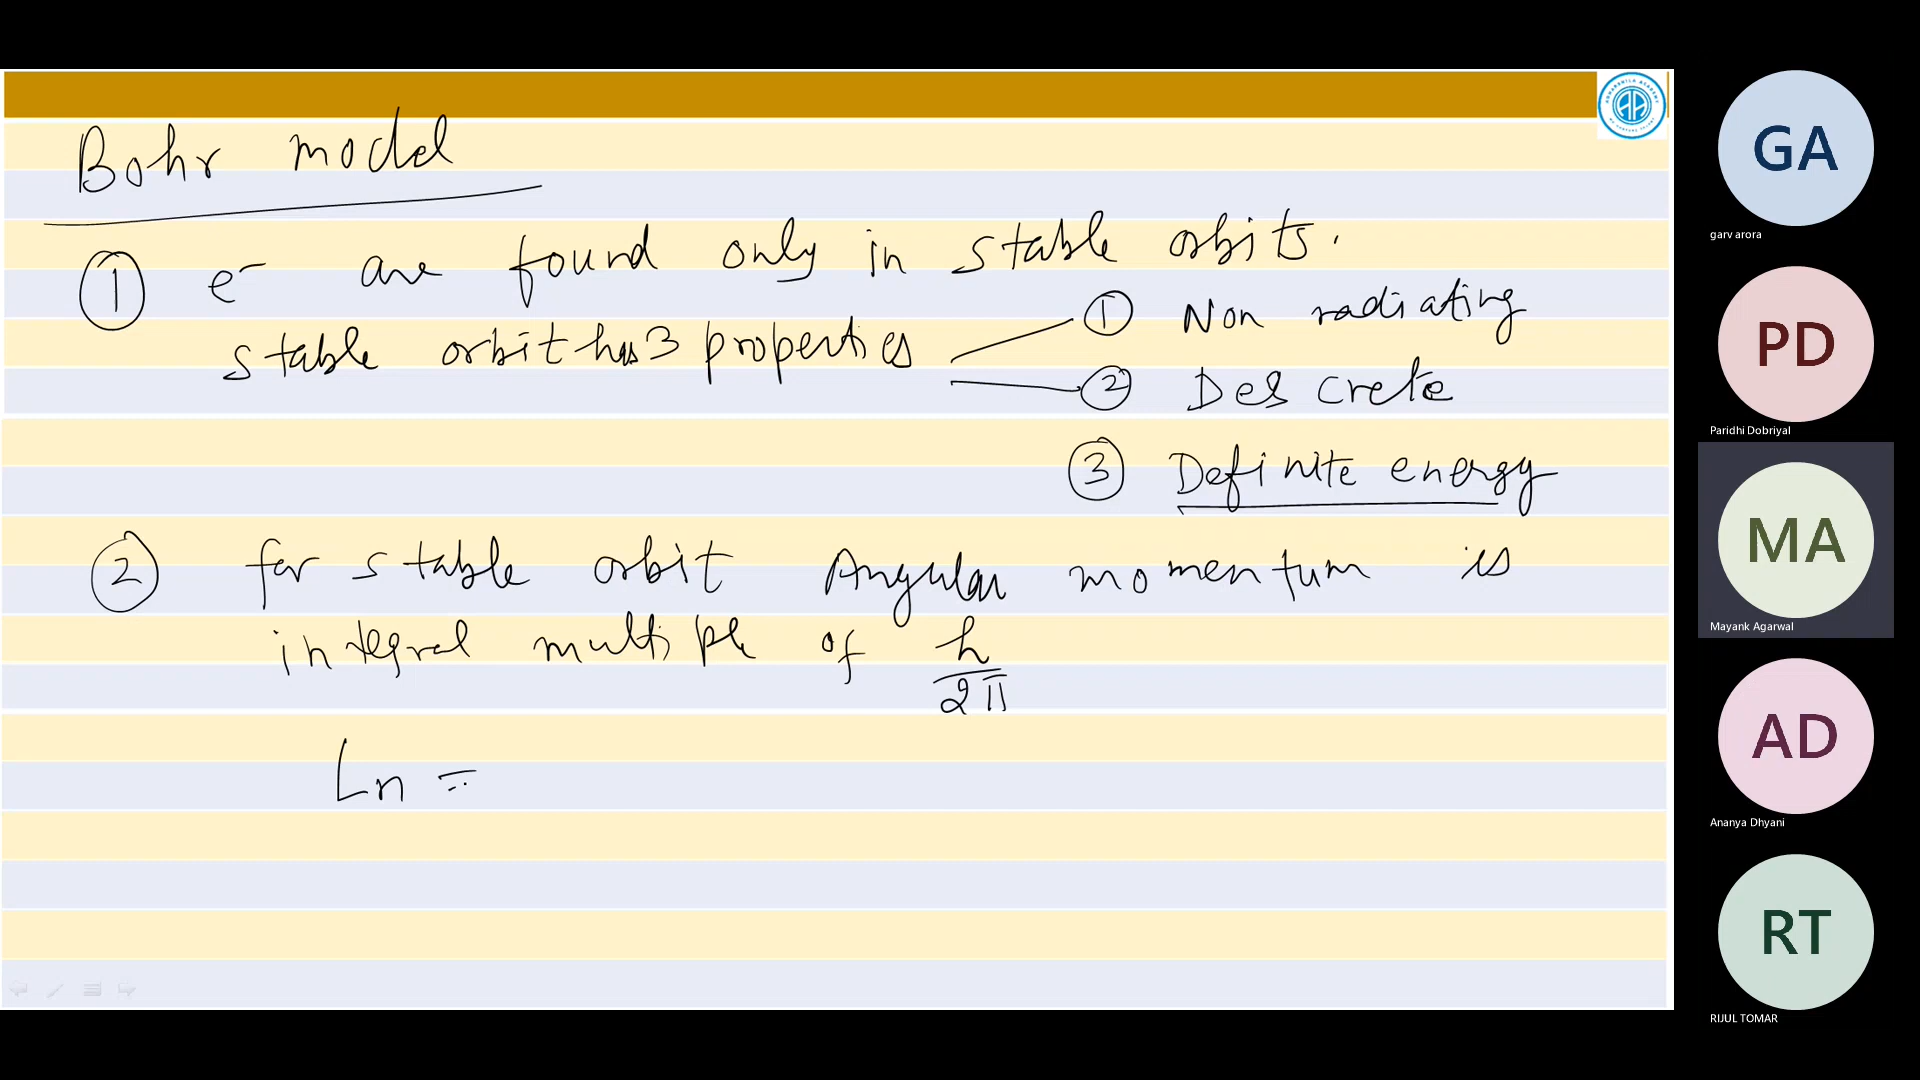 Bohr model
① e⁻ are found only in stable orbits.
stable orbit has 3 properties
① Non radiating
② Descrete
③ Definite energy
② for stable orbit Angular momentum is
integral multiple of h/2π
Ln =
GA
garv arora
PD
Paridhi Dobriyal
MA
Mayank Agarwal
AD
Ananya Dhyani
RT
RIJUL TOMAR